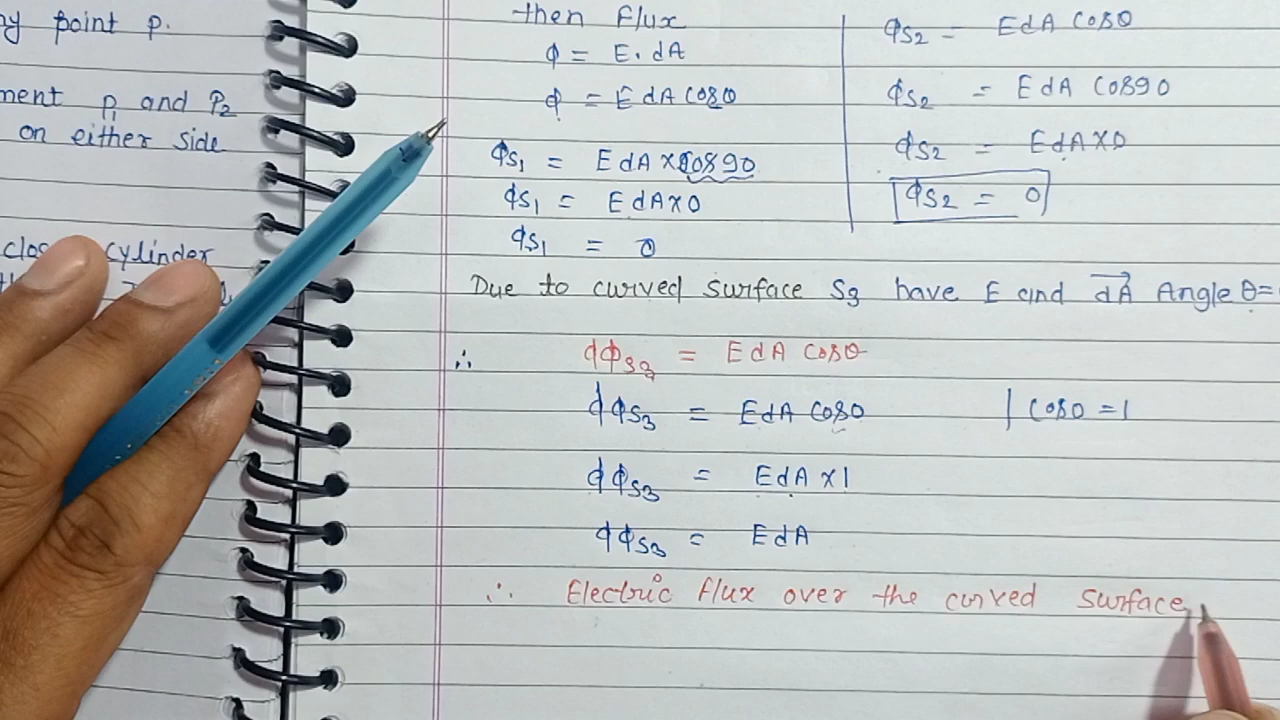 ny point P.
ment P1 and P2
on either side
cylinder
then Flux
Φ = E. dA
Φ = EdA cosθ
ΦS1 = EdA×cos90
ΦS1 = EdA×0
ΦS1 = 0
ΦS2 = EdA cosθ
ΦS2 = EdA cos90
ΦS2 = EdA×0
ΦS2 = 0
Due to curved surface S3 have E and dA⃗ Angle θ=
∴ dΦS3 = EdA cosθ
dΦS3 = EdA cos0 | cos0 = 1
dΦS3 = EdA×1
dΦS3 = EdA
∴ Electric flux over the curved surface